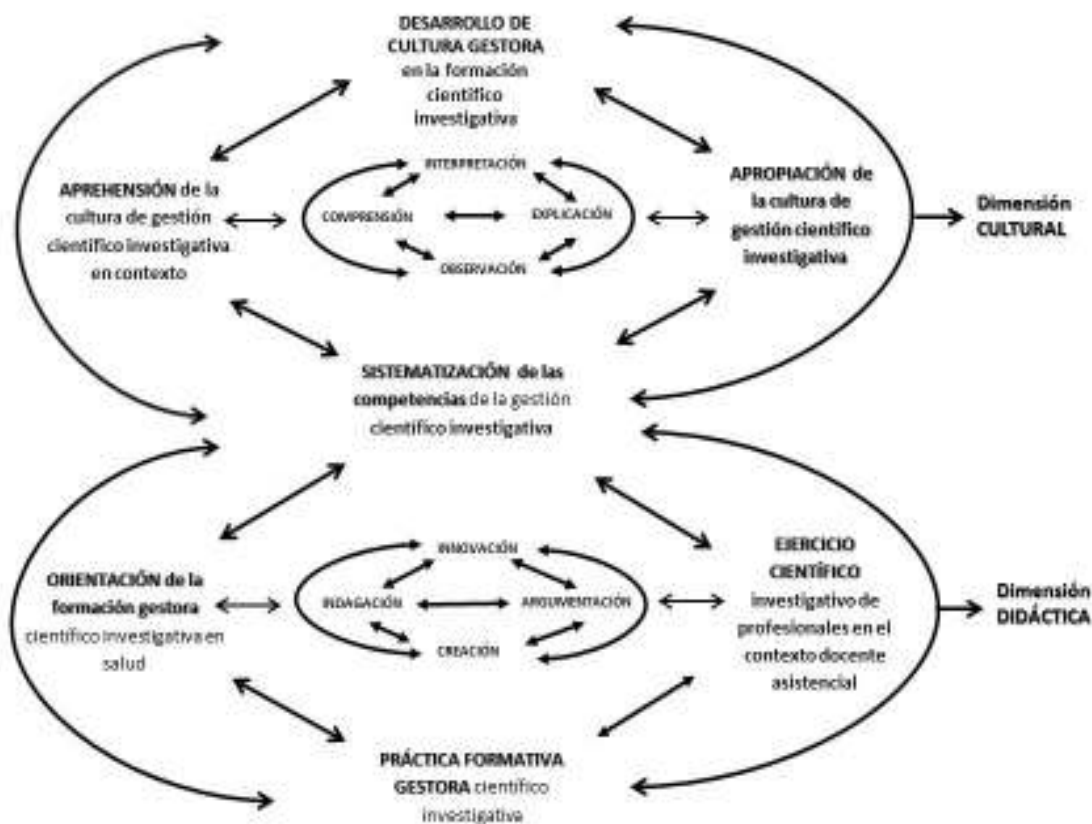 DESARROLLO DE
CULTURA GESTORA
en la formación
científico
investigativa
INTERPRETACIÓN
APREHENSIÓN de la
cultura de gestión
científico investigativa
en contexto
COMPRENSIÓN
EXPLICACIÓN
OBSERVACIÓN
APROPIACIÓN de
la cultura de
gestión científico
investigativa
Dimensión
CULTURAL
SISTEMATIZACIÓN de las
competencias de la gestión
científico investigativa
INNOVACIÓN
ORIENTACIÓN de la
formación gestora
científico investigativa en
salud
INDAGACIÓN
ARGUMENTACIÓN
CREACIÓN
EJERCICIO
CIENTÍFICO
investigativo de
profesionales en el
contexto docente
asistencial
Dimensión
DIDÁCTICA
PRÁCTICA FORMATIVA
GESTORA científico
investigativa